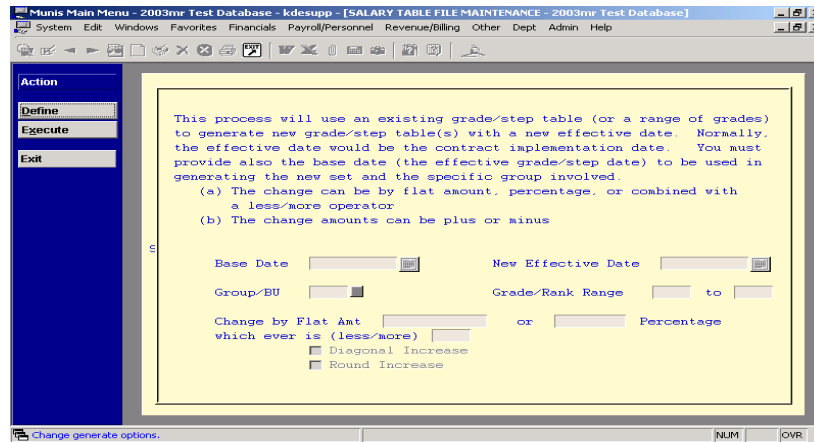 Munis Main Menu - 2003mr Test Database - kdesupp - [SALARY TABLE FILE MAINTENANCE - 2003mr Test Database]
System Edit Windows Favorites Financials Payroll/Personnel Revenue/Billing Other Dept Admin Help
EXIT
Action
Define
Execute
Exit
This process will use an existing grade/step table (or a range of grades)
to generate new grade/step table(s) with a new effective date. Normally,
the effective date would be the contract implementation date. You must
provide also the base date (the effective grade/step date) to be used in
generating the new set and the specific group involved.
(a) The change can be by flat amount, percentage, or combined with
a less/more operator
(b) The change amounts can be plus or minus
Base Date New Effective Date
Group/BU Grade/Rank Range to
Change by Flat Amt or Percentage
which ever is (less/more)
Diagonal Increase
Round Increase
Change generate options. NUM OVR